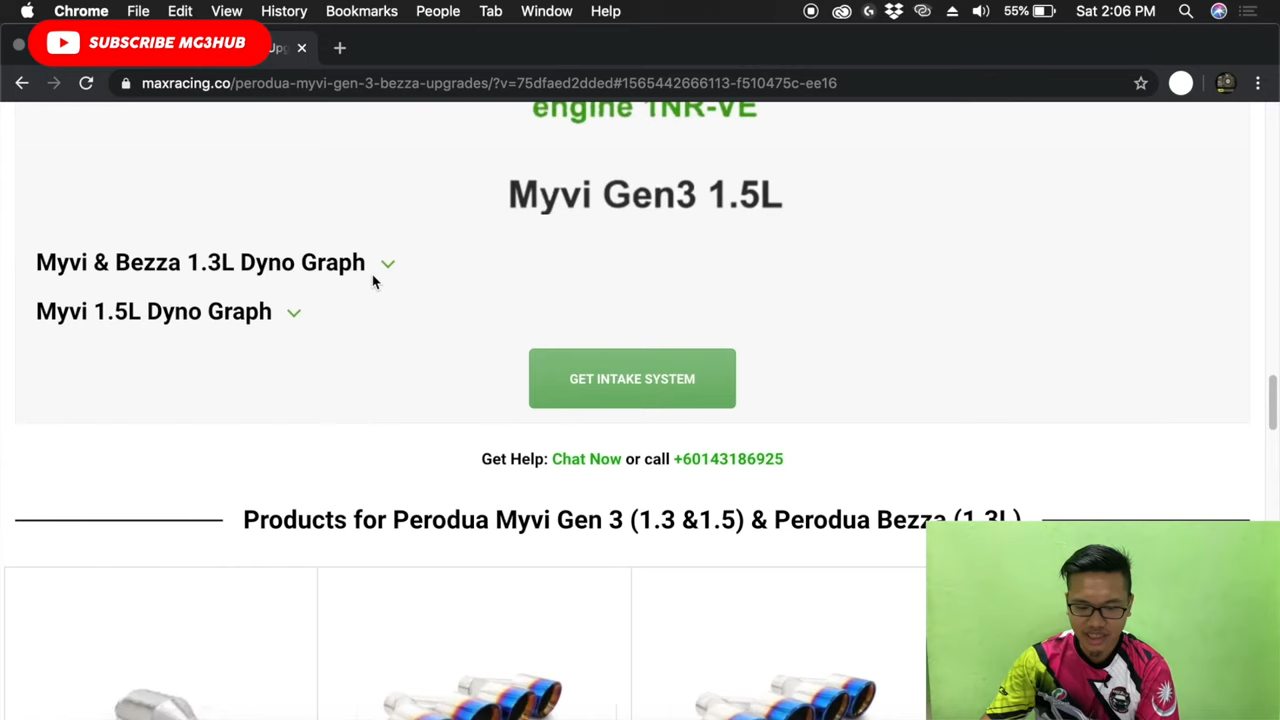 Chrome File Edit View History Bookmarks People Tab Window Help 55% Sat 2:06 PM
SUBSCRIBE MG3HUB
maxracing.co/perodua-myvi-gen-3-bezza-upgrades/?v=75dfaed2dded#1565442666113-f510475c-ee16
engine 1NR-VE
Myvi Gen3 1.5L
Myvi & Bezza 1.3L Dyno Graph
Myvi 1.5L Dyno Graph
GET INTAKE SYSTEM
Get Help: Chat Now or call +60143186925
Products for Perodua Myvi Gen 3 (1.3 &1.5) & Perodua Bezza (1.3L)